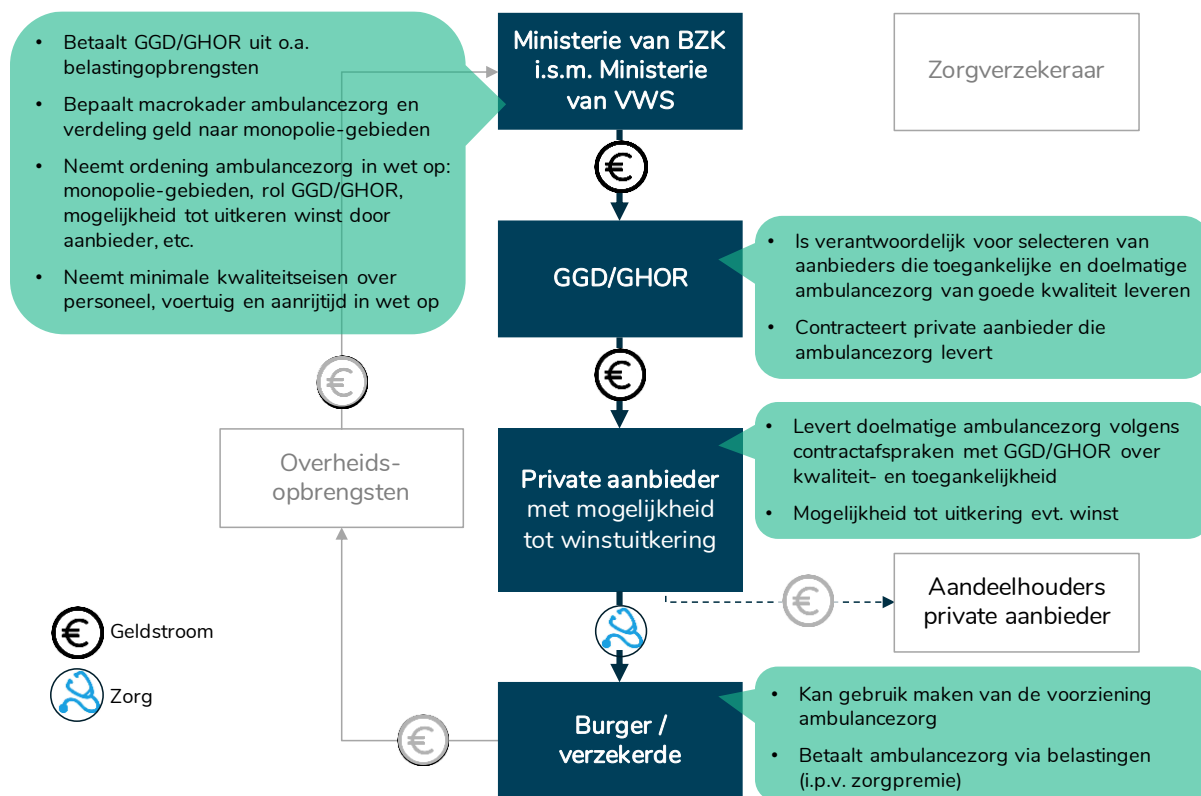 • Betaalt GGD/GHOR uit o.a.
belastingopbrengsten
• Bepaalt macrokader ambulancezorg en
verdeling geld naar monopolie-gebieden
• Neemt ordening ambulancezorg in wet op:
monopolie-gebieden, rol GGD/GHOR,
mogelijkheid tot uitkeren winst door
aanbieder, etc.
• Neemt minimale kwaliteitseisen over
personeel, voertuig en aanrijtijd in wet op
Ministerie van BZK
i.s.m. Ministerie
van VWS
Zorgverzekeraar
€
GGD/GHOR
• Is verantwoordelijk voor selecteren van
aanbieders die toegankelijke en doelmatige
ambulancezorg van goede kwaliteit leveren
• Contracteert private aanbieder die
ambulancezorg levert
€
€
Overheids-
opbrengsten
Private aanbieder
met mogelijkheid
tot winstuitkering
• Levert doelmatige ambulancezorg volgens
contractafspraken met GGD/GHOR over
kwaliteit- en toegankelijkheid
• Mogelijkheid tot uitkering evt. winst
€
Aandeelhouders
private aanbieder
€ Geldstroom
Zorg
€
Burger /
verzekerde
• Kan gebruik maken van de voorziening
ambulancezorg
• Betaalt ambulancezorg via belastingen
(i.p.v. zorgpremie)